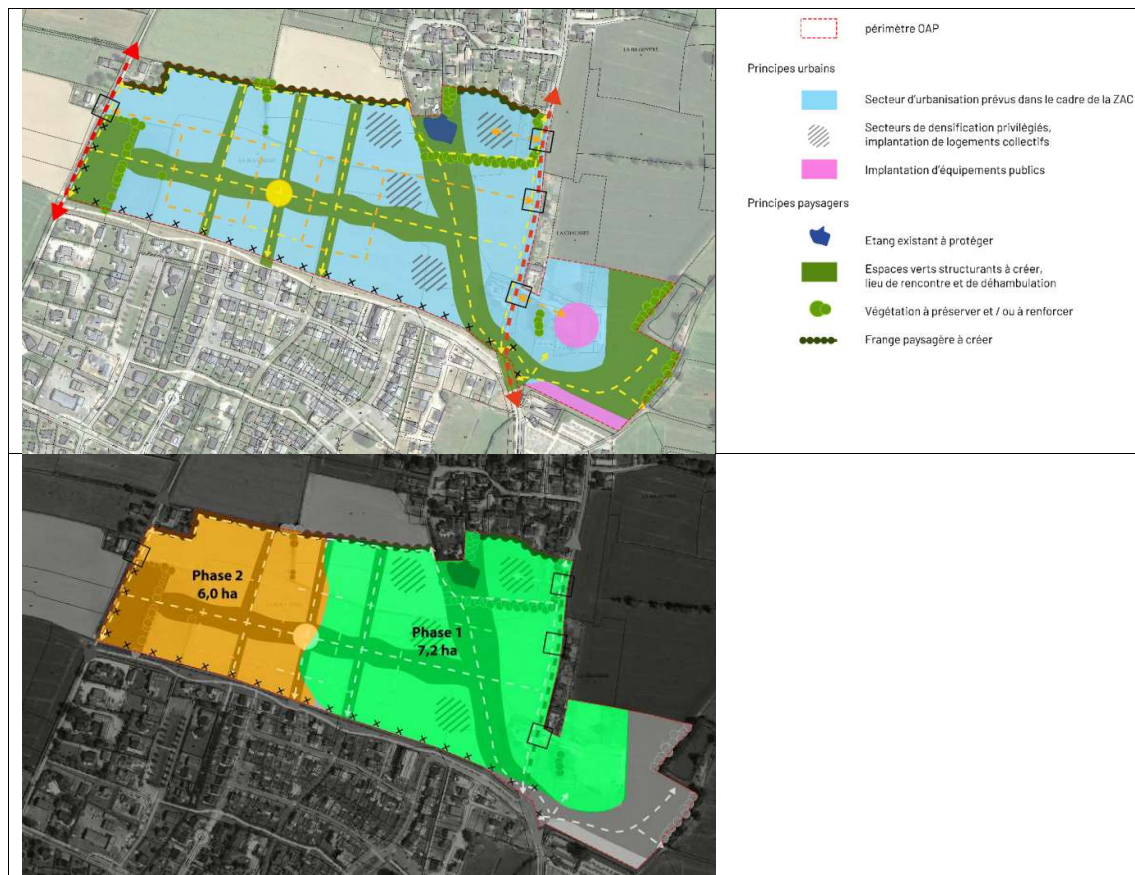 périmètre OAP
Principes urbains
Secteur d'urbanisation prévus dans le cadre de la ZAC
Secteurs de densification privilégiés,
implantation de logements collectifs
Implantation d'équipements publics
Principes paysagers
Etang existant à protéger
Espaces verts structurants à créer,
lieu de rencontre et de déhambulation
Végétation à préserver et / ou à renforcer
Frange paysagère à créer
Phase 2
6,0 ha
Phase 1
7,2 ha